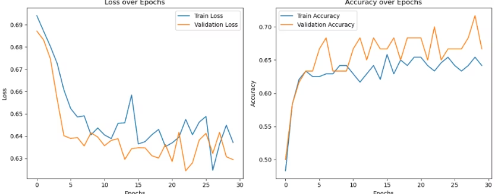 Loss over Epochs
Train Loss
Validation Loss
0.69
0.68
0.67
0.66
0.65
0.64
0.63
Loss
0
5
10
15
20
25
30
Epochs
Accuracy over Epochs
Train Accuracy
Validation Accuracy
0.70
0.65
0.60
0.55
0.50
Accuracy
0
5
10
15
20
25
30
Epochs